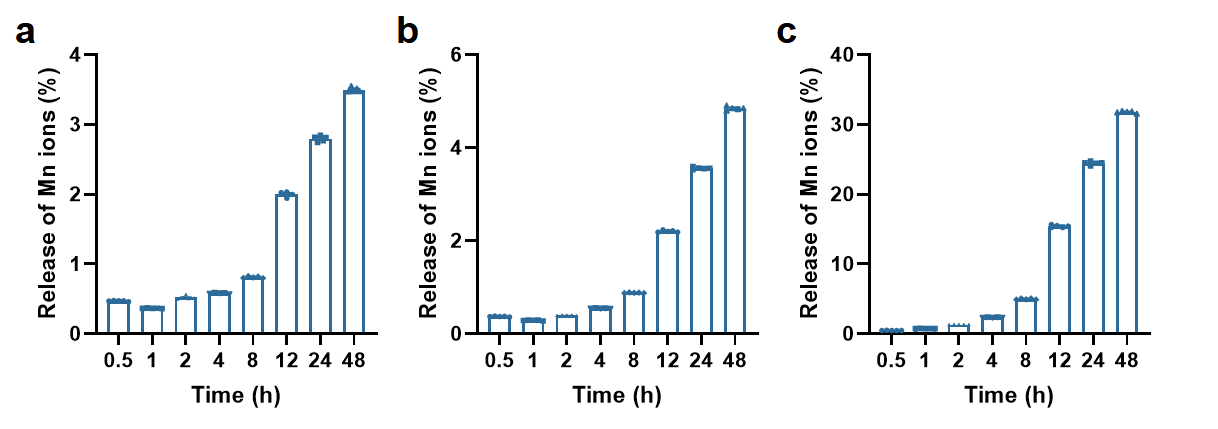 a
Release of Mn ions (%)
4
3
2
1
0
0.5 1 2 4 8 12 24 48
Time (h)
b
Release of Mn ions (%)
6
4
2
0
0.5 1 2 4 8 12 24 48
Time (h)
c
Release of Mn ions (%)
40
30
20
10
0
0.5 1 2 4 8 12 24 48
Time (h)